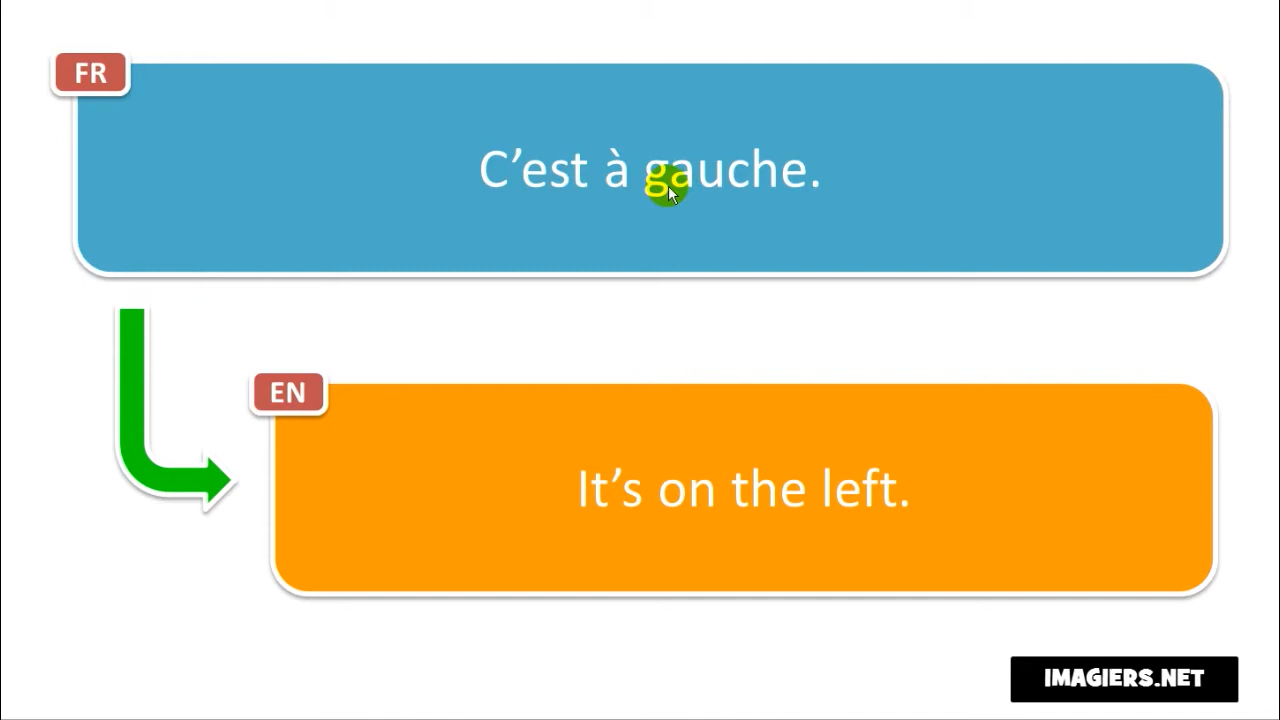 FR
C’est à gauche.
EN
It’s on the left.
IMAGIERS.NET